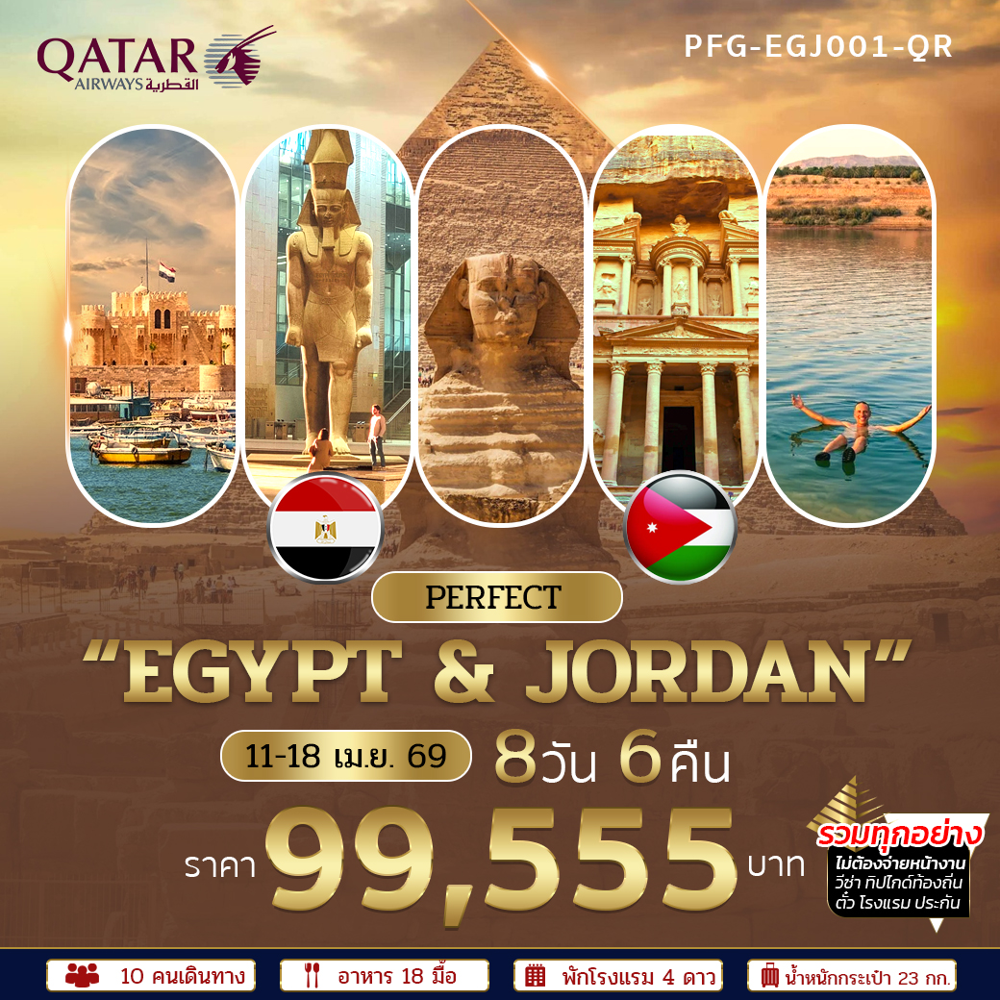 QATAR
AIRWAYS القطرية
PFG-EGJ001-QR
PERFECT
“EGYPT & JORDAN”
11-18 เม.ย. 69 8 วัน 6 คืน
ราคา 99,555 บาท
รวมทุกอย่าง
ไม่ต้องจ่ายหน้างาน
วีซ่า ทิปไกด์ท้องถิ่น
ตั๋ว โรงแรม ประกัน
10 คนเดินทาง
อาหาร 18 มื้อ
พักโรงแรม 4 ดาว
น้ำหนักกระเป๋า 23 กก.